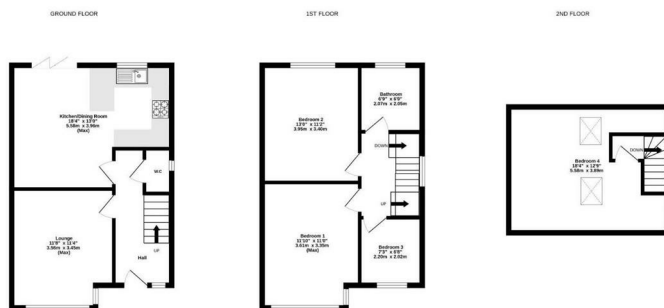 GROUND FLOOR
1ST FLOOR
2ND FLOOR
Kitchen/Dining Room
18'4" x 13'0"
5.58m x 3.96m
(Max)
W.C
Lounge
11'8" x 11'4"
3.56m x 3.45m
(Max)
UP
Hall
Bedroom 2
13'0" x 11'2"
3.95m x 3.40m
Bathroom
6'9" x 6'9"
2.07m x 2.05m
DOWN
UP
Bedroom 1
11'10" x 11'0"
3.61m x 3.35m
(Max)
Bedroom 3
7'3" x 6'8"
2.20m x 2.02m
DOWN
Bedroom 4
18'4" x 12'9"
5.58m x 3.89m